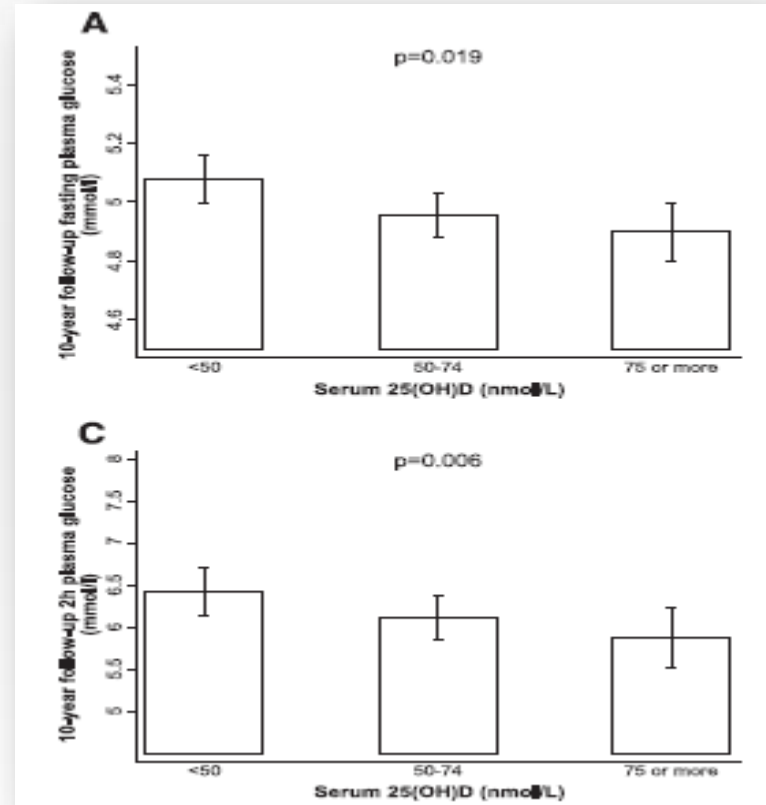 A
p=0.019
10-year follow-up fasting plasma glucose
(mmol/l)
5.4
5.2
5
4.8
4.6
<50 50-74 75 or more
Serum 25(OH)D (nmol/L)
C
p=0.006
10-year follow-up 2h plasma glucose
(mmol/l)
8
7.5
7
6.5
6
5.5
5
<50 50-74 75 or more
Serum 25(OH)D (nmol/L)